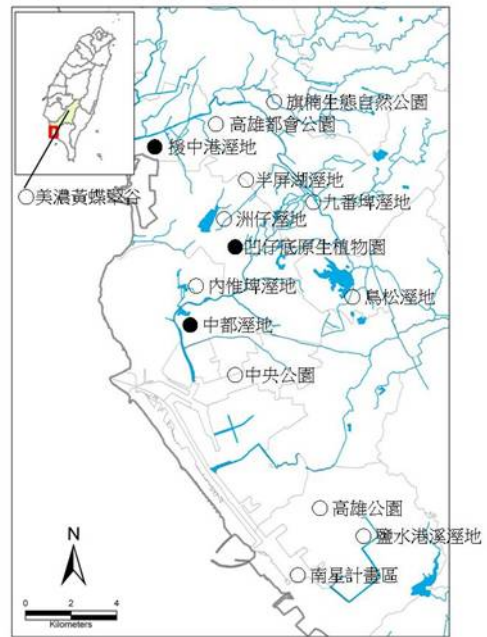 旗楠生態自然公園
高雄都會公園
援中港溼地
半屏湖溼地
美濃黃蝶翠谷
九番埤溼地
洲仔溼地
凹仔底原生植物園
內惟埤溼地
鳥松溼地
中都溼地
中央公園
高雄公園
鹽水港溪溼地
N
南星計畫區
0 2 4
Kilometers